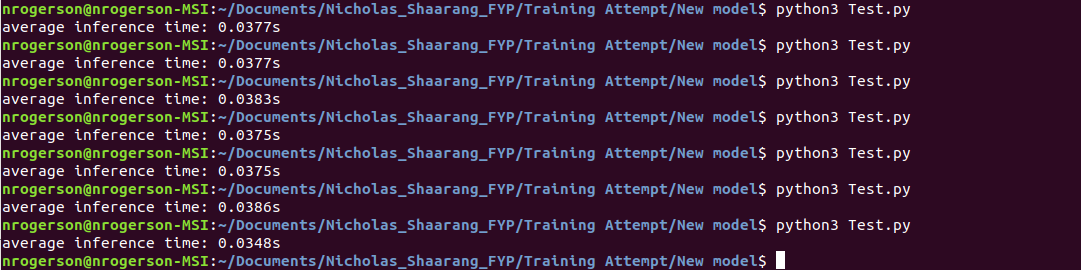 nrogerson@nrogerson-MSI:~/Documents/Nicholas_Shaarang_FYP/Training Attempt/New model$ python3 Test.py
average inference time: 0.0377s
nrogerson@nrogerson-MSI:~/Documents/Nicholas_Shaarang_FYP/Training Attempt/New model$ python3 Test.py
average inference time: 0.0377s
nrogerson@nrogerson-MSI:~/Documents/Nicholas_Shaarang_FYP/Training Attempt/New model$ python3 Test.py
average inference time: 0.0383s
nrogerson@nrogerson-MSI:~/Documents/Nicholas_Shaarang_FYP/Training Attempt/New model$ python3 Test.py
average inference time: 0.0375s
nrogerson@nrogerson-MSI:~/Documents/Nicholas_Shaarang_FYP/Training Attempt/New model$ python3 Test.py
average inference time: 0.0375s
nrogerson@nrogerson-MSI:~/Documents/Nicholas_Shaarang_FYP/Training Attempt/New model$ python3 Test.py
average inference time: 0.0386s
nrogerson@nrogerson-MSI:~/Documents/Nicholas_Shaarang_FYP/Training Attempt/New model$ python3 Test.py
average inference time: 0.0348s
nrogerson@nrogerson-MSI:~/Documents/Nicholas_Shaarang_FYP/Training Attempt/New model$